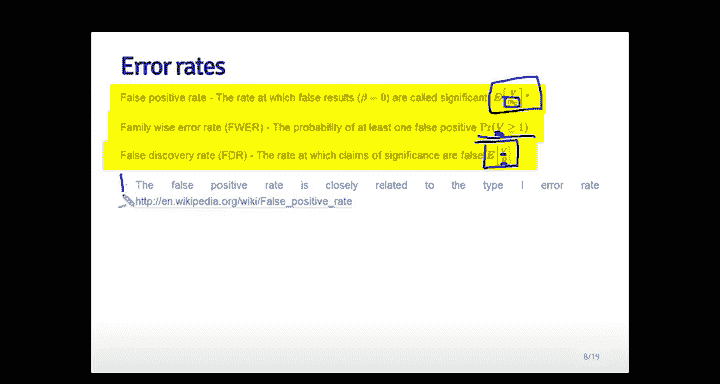 Error rates
False positive rate - The rate at which false results (β = 0) are called significant: E[V/m₀] *
Family wise error rate (FWER) - The probability of at least one false positive Pr(V ≥ 1)
False discovery rate (FDR) - The rate at which claims of significance are false E
The false positive rate is closely related to the type I error rate
http://en.wikipedia.org/wiki/False_positive_rate
8/19